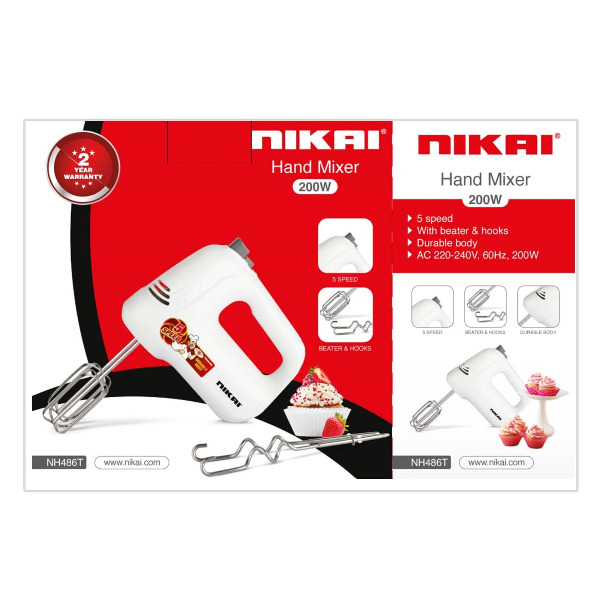 2
YEAR
WARRANTY
NIKAI®
Hand Mixer
200W
5 SPEED
BEATER & HOOKS
5
SPEED
NIKAI
NH486T
www.nikai.com
NIKAI®
Hand Mixer
200W
5 speed
With beater & hooks
Durable body
AC 220-240V, 60Hz, 200W
5 SPEED
BEATER & HOOKS
DURABLE BODY
NIKAI
NH486T
www.nikai.com